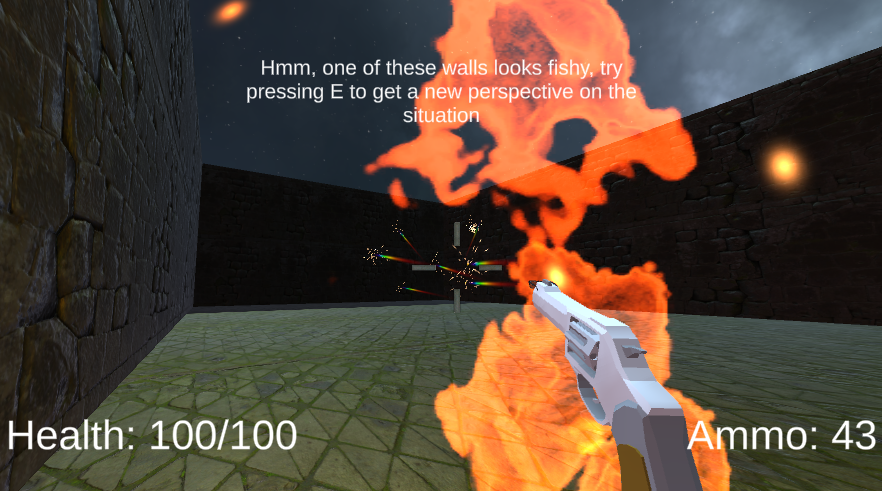 Hmm, one of these walls looks fishy, try
pressing E to get a new perspective on the
situation
Health: 100/100
Ammo: 43